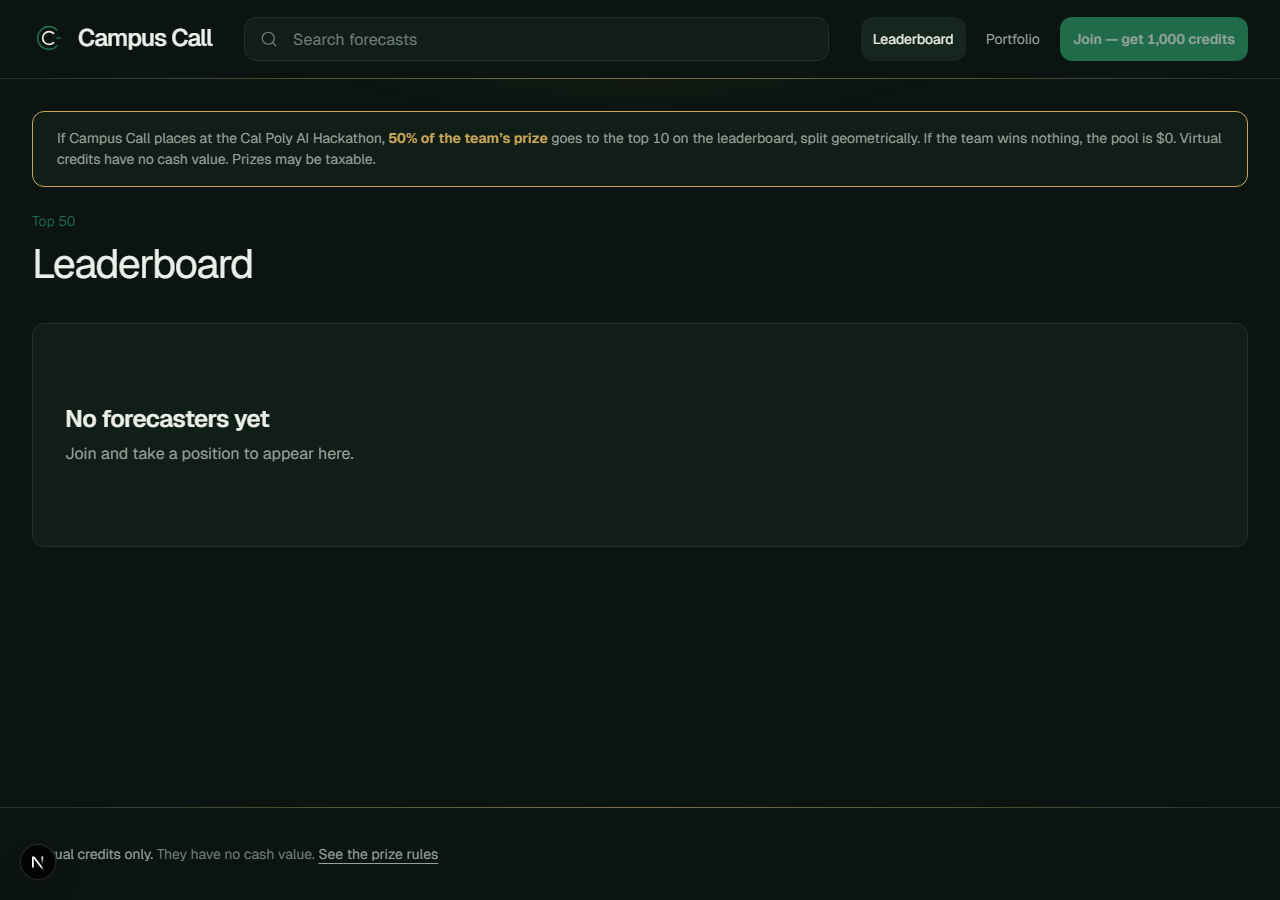 Campus Call
Search forecasts
Leaderboard
Portfolio
Join — get 1,000 credits
If Campus Call places at the Cal Poly AI Hackathon, 50% of the team’s prize goes to the top 10 on the leaderboard, split geometrically. If the team wins nothing, the pool is $0. Virtual
credits have no cash value. Prizes may be taxable.
Top 50
Leaderboard
No forecasters yet
Join and take a position to appear here.
credits only. They have no cash value. See the prize rules